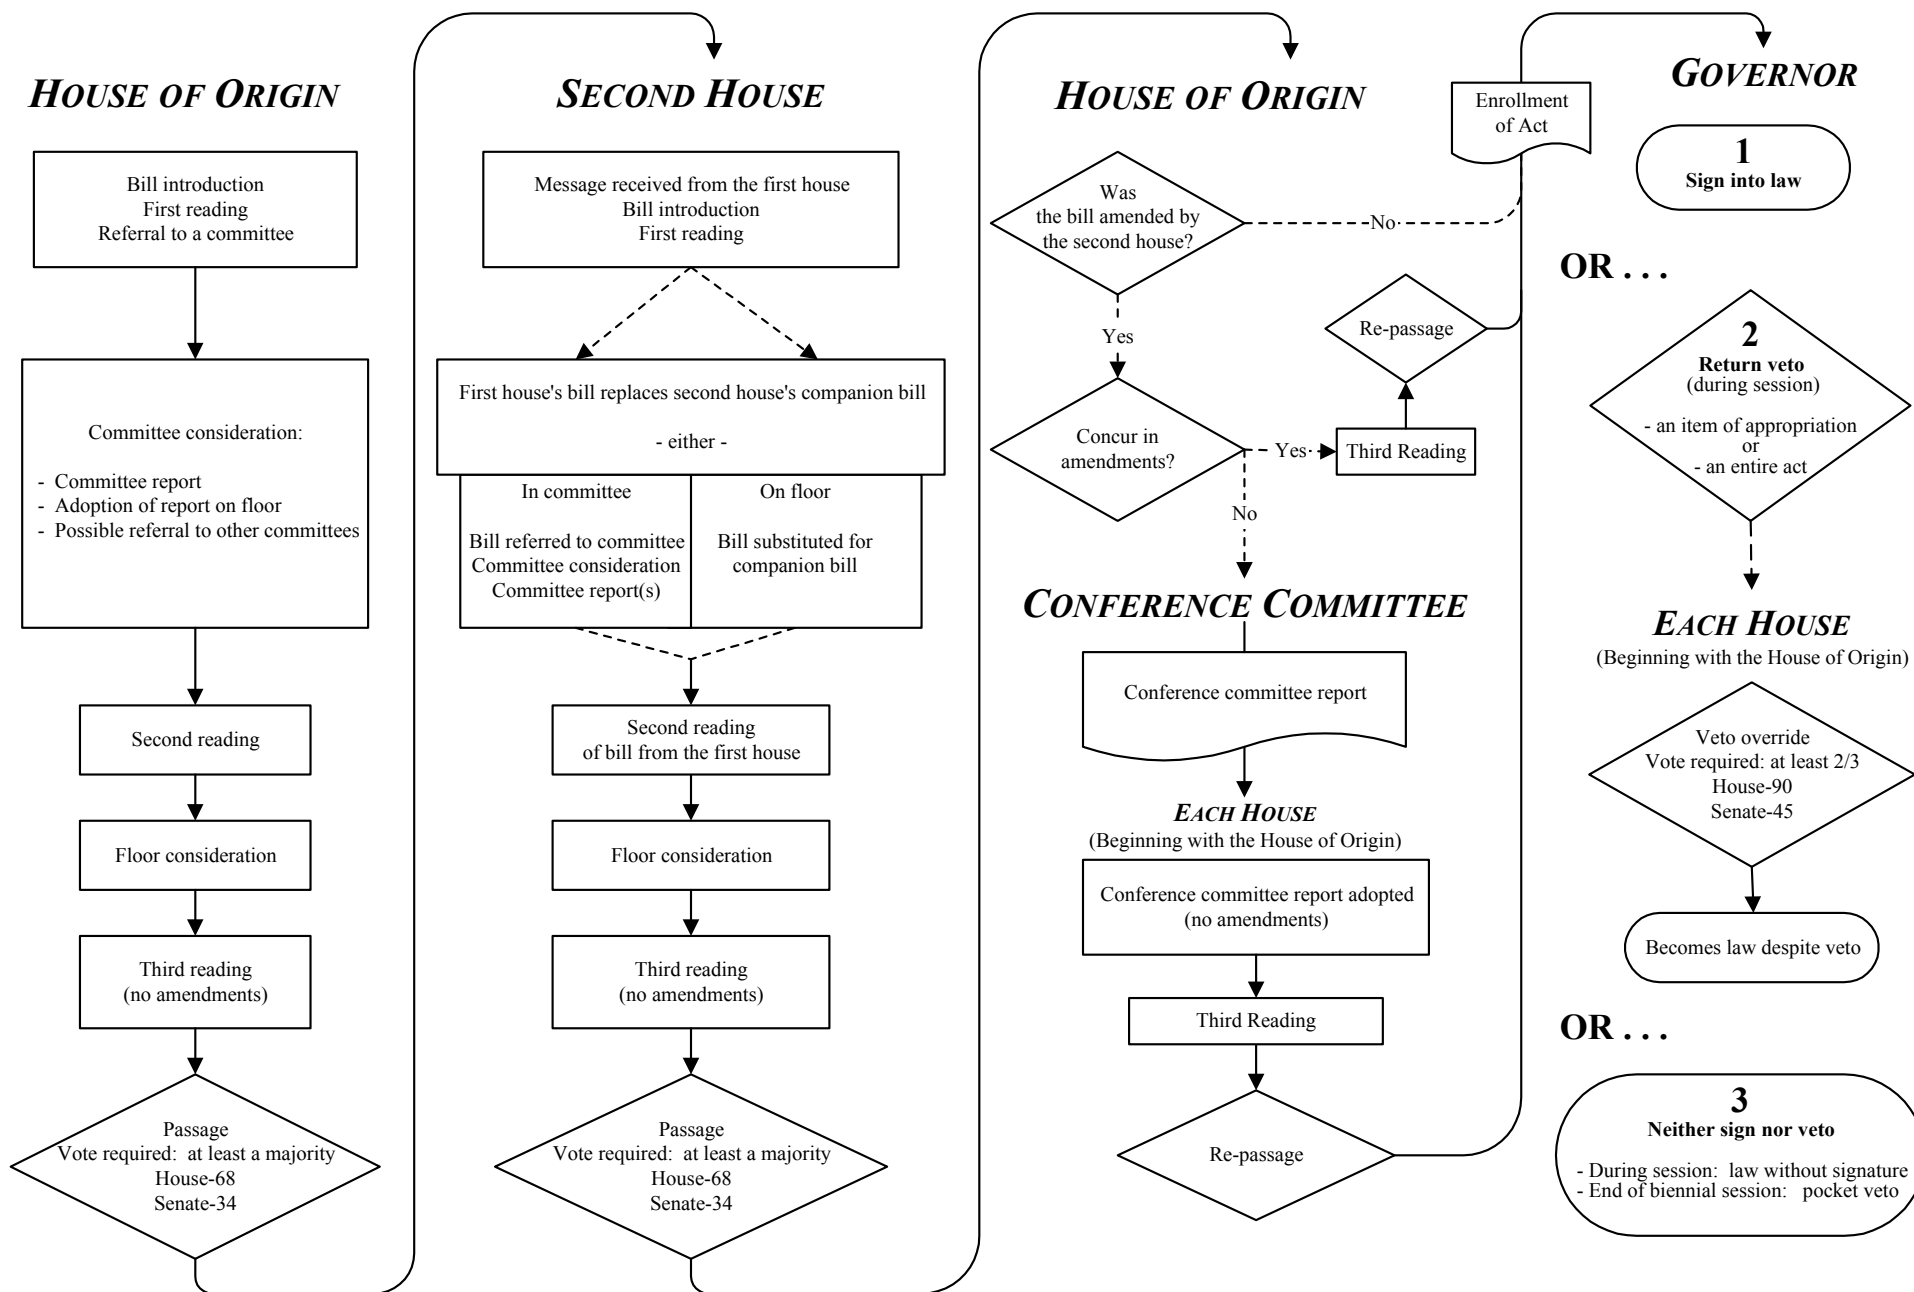 HOUSE OF ORIGIN
Bill introduction
First reading
Referral to a committee
Committee consideration:
- Committee report
- Adoption of report on floor
- Possible referral to other committees
Second reading
Floor consideration
Third reading
(no amendments)
Passage
Vote required: at least a majority
House-68
Senate-34
SECOND HOUSE
Message received from the first house
Bill introduction
First reading
First house's bill replaces second house's companion bill
- either -
In committee
Bill referred to committee
Committee consideration
Committee report(s)
On floor
Bill substituted for
companion bill
Second reading
of bill from the first house
Floor consideration
Third reading
(no amendments)
Passage
Vote required: at least a majority
House-68
Senate-34
HOUSE OF ORIGIN
Was
the bill amended by
the second house?
No
Yes
Concur in
amendments?
Yes
Third Reading
Re-passage
No
Enrollment
of Act
CONFERENCE COMMITTEE
Conference committee report
EACH HOUSE
(Beginning with the House of Origin)
Conference committee report adopted
(no amendments)
Third Reading
Re-passage
GOVERNOR
1
Sign into law
OR . . .
2
Return veto
(during session)
- an item of appropriation
or
- an entire act
EACH HOUSE
(Beginning with the House of Origin)
Veto override
Vote required: at least 2/3
House-90
Senate-45
Becomes law despite veto
OR . . .
3
Neither sign nor veto
- During session: law without signature
- End of biennial session: pocket veto